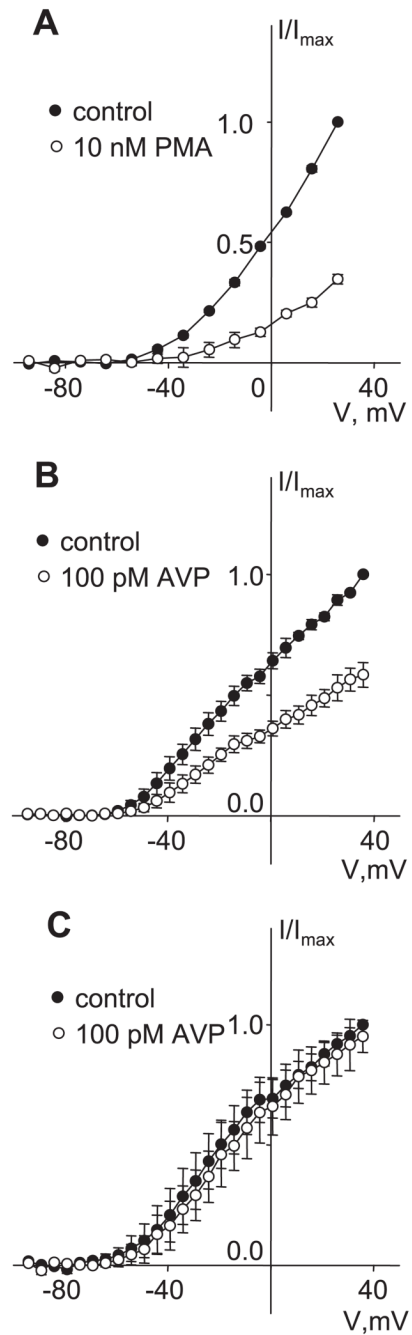 A
I/Imax
control
10 nM PMA
1.0
0.5
-80 -40 0 40
V, mV
B
I/Imax
control
100 pM AVP
1.0
0.0
-80 -40 40
V,mV
C
I/Imax
control
100 pM AVP
1.0
0.0
-80 -40 40
V,mV